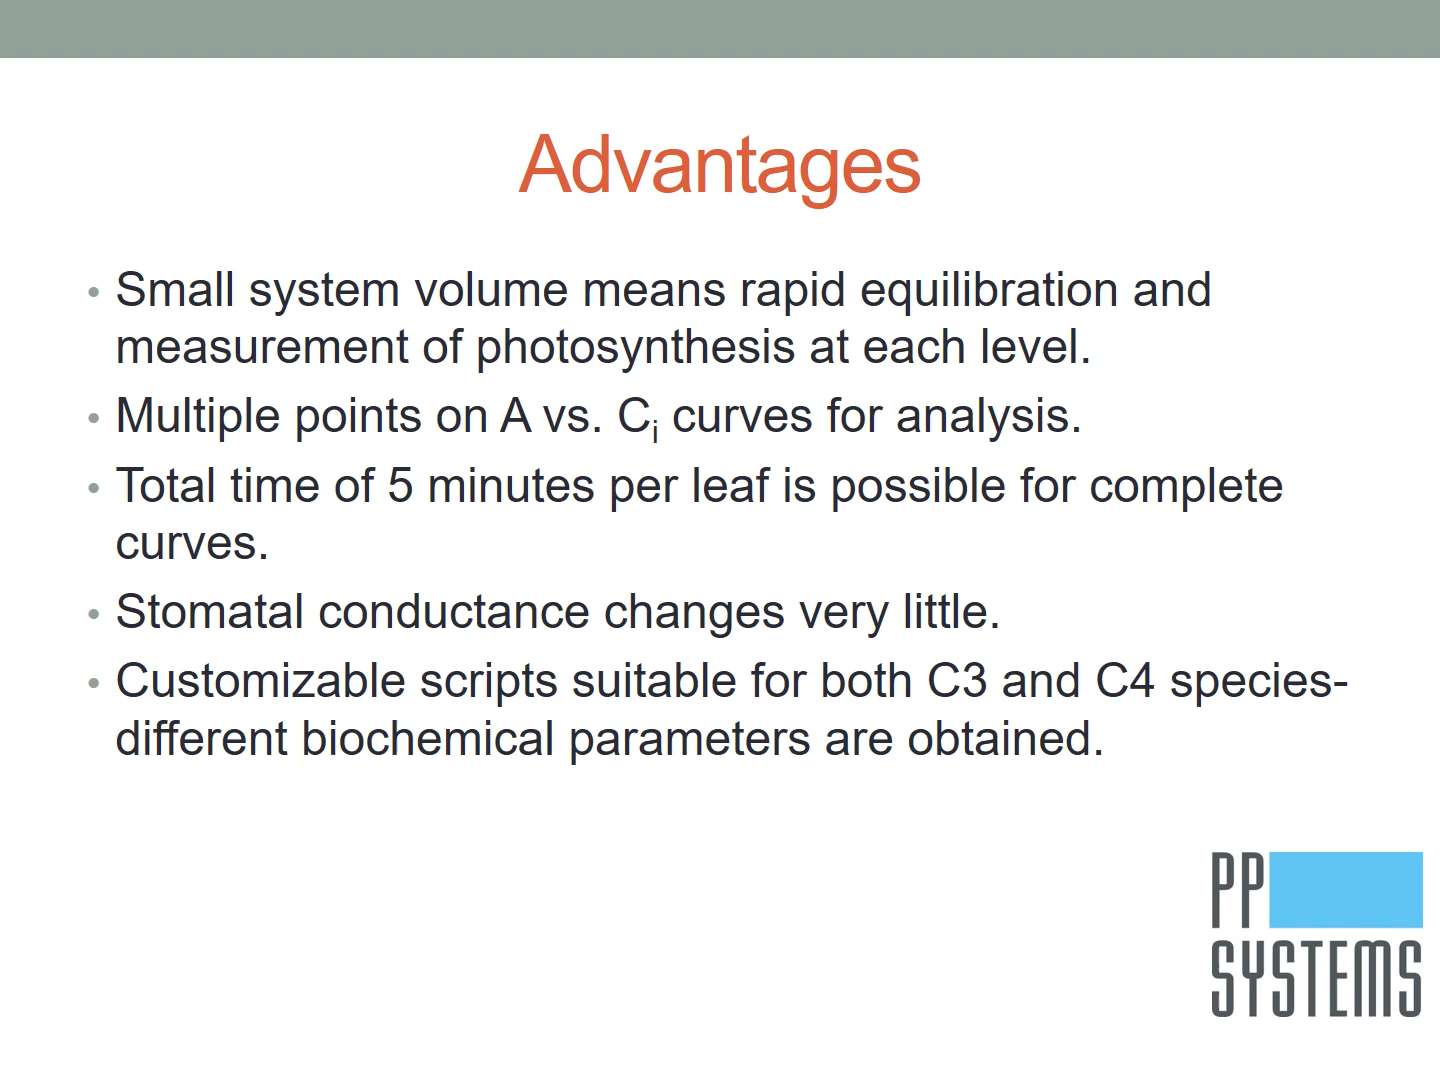 Advantages
• Small system volume means rapid equilibration and
measurement of photosynthesis at each level.
• Multiple points on A vs. Ci curves for analysis.
• Total time of 5 minutes per leaf is possible for complete
curves.
• Stomatal conductance changes very little.
• Customizable scripts suitable for both C3 and C4 species-
different biochemical parameters are obtained.
PP
SYSTEMS